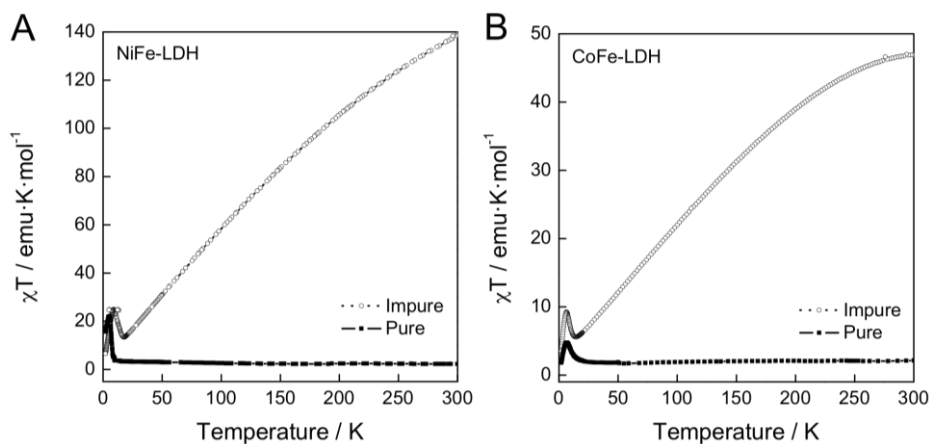 A
NiFe-LDH
χT / emu·K·mol⁻¹
140
120
100
80
60
40
20
0
Impure
Pure
0 50 100 150 200 250 300
Temperature / K
B
CoFe-LDH
χT / emu·K·mol⁻¹
50
40
30
20
10
0
Impure
Pure
0 50 100 150 200 250 300
Temperature / K